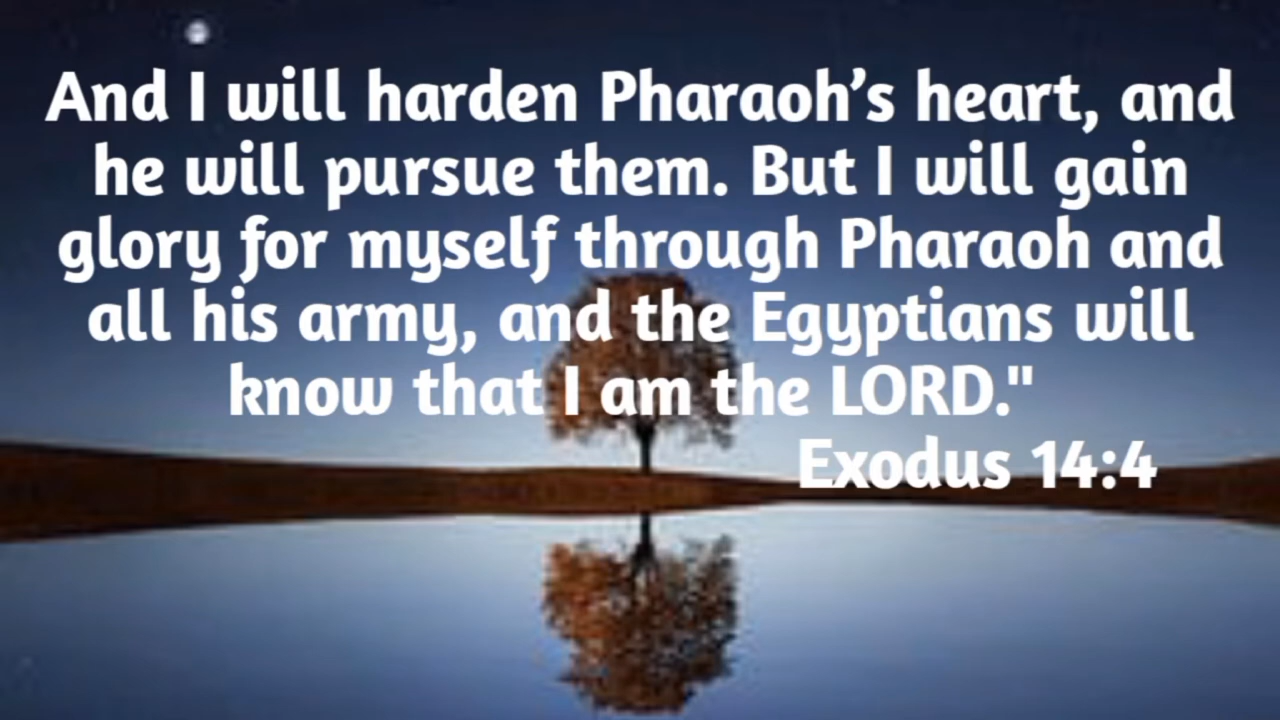 And I will harden Pharaoh’s heart, and
he will pursue them. But I will gain
glory for myself through Pharaoh and
all his army, and the Egyptians will
know that I am the LORD."
Exodus 14:4